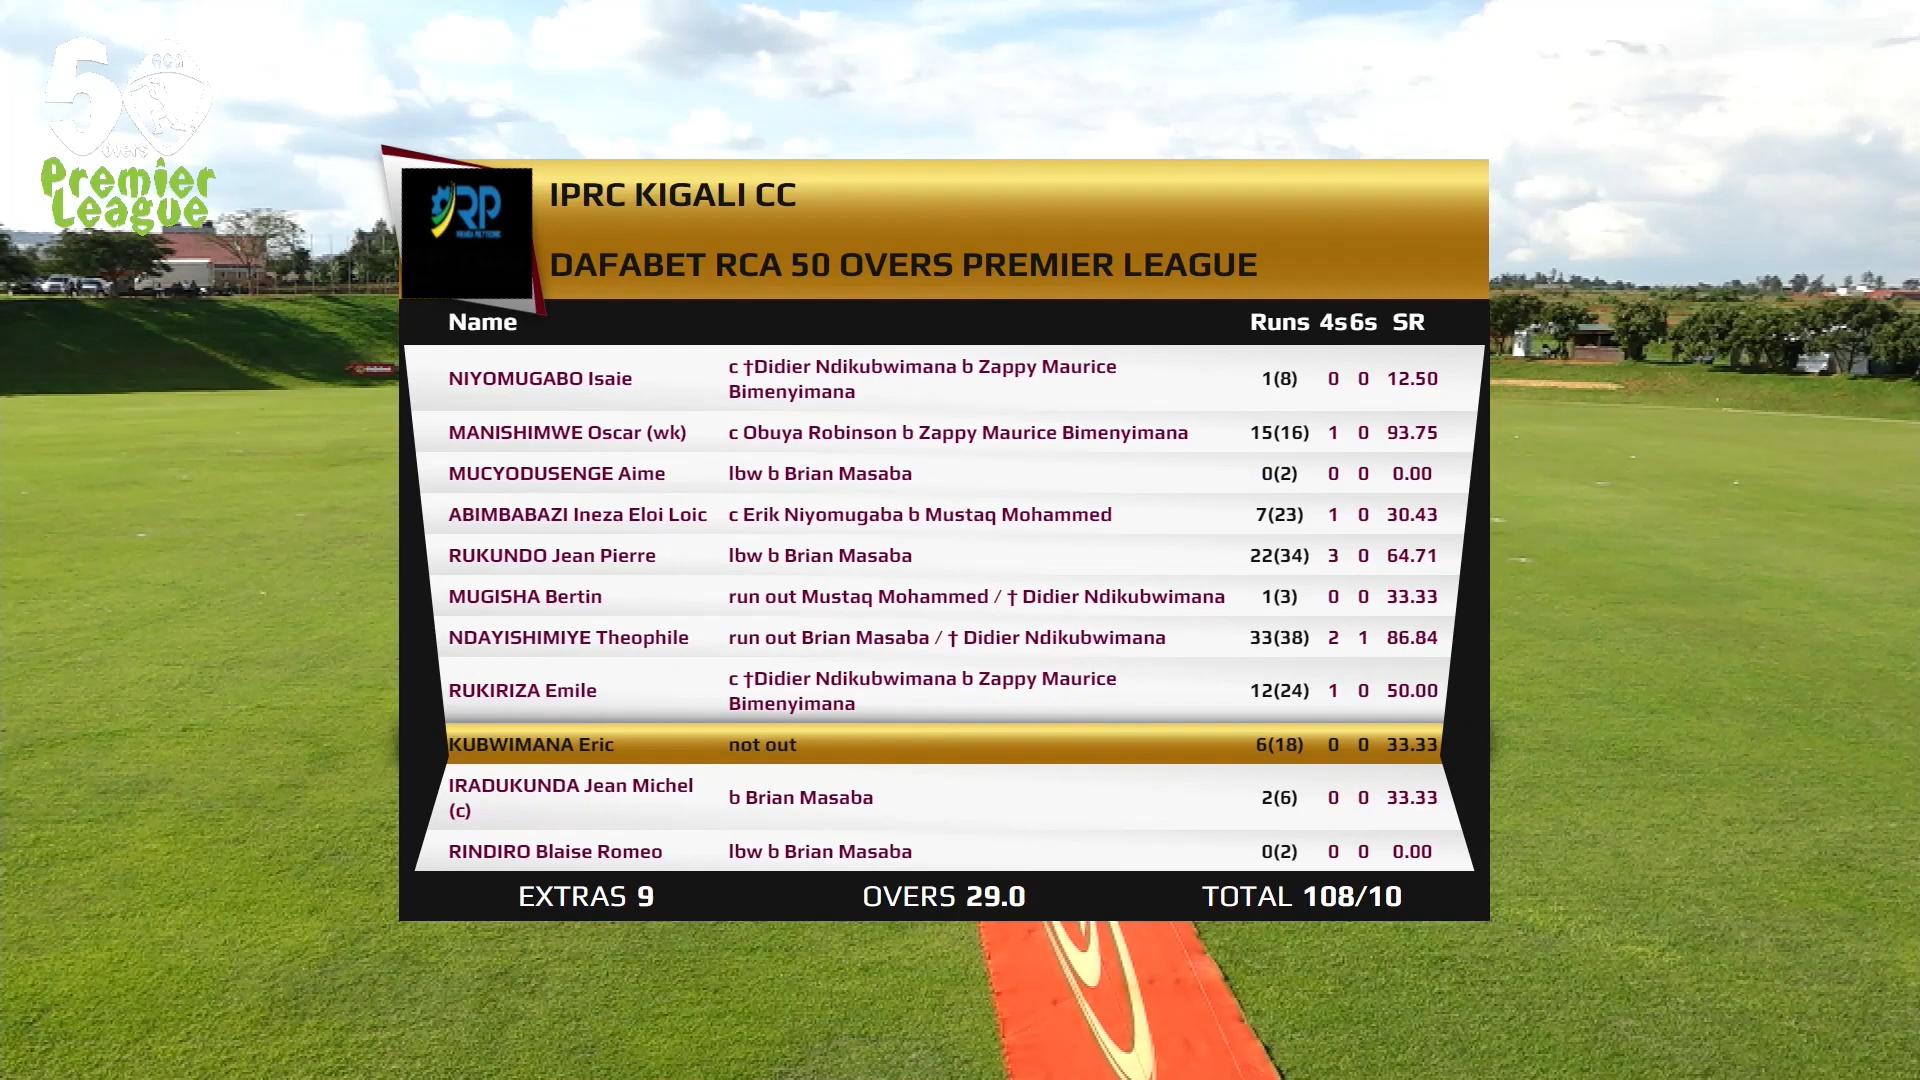 50
RCA
overs
Premier
League
RP
IPRC KIGALI CC
DAFABET RCA 50 OVERS PREMIER LEAGUE
Name Runs 4s 6s SR
NIYOMUGABO Isaie c †Didier Ndikubwimana b Zappy Maurice Bimenyimana 1(8) 0 0 12.50
MANISHIMWE Oscar (wk) c Obuya Robinson b Zappy Maurice Bimenyimana 15(16) 1 0 93.75
MUCYODUSENGE Aime lbw b Brian Masaba 0(2) 0 0 0.00
ABIMBABAZI Ineza Eloi Loic c Erik Niyomugaba b Mustaq Mohammed 7(23) 1 0 30.43
RUKUNDO Jean Pierre lbw b Brian Masaba 22(34) 3 0 64.71
MUGISHA Bertin run out Mustaq Mohammed / † Didier Ndikubwimana 1(3) 0 0 33.33
NDAYISHIMIYE Theophile run out Brian Masaba / † Didier Ndikubwimana 33(38) 2 1 86.84
RUKIRIZA Emile c †Didier Ndikubwimana b Zappy Maurice Bimenyimana 12(24) 1 0 50.00
KUBWIMANA Eric not out 6(18) 0 0 33.33
IRADUKUNDA Jean Michel (c) b Brian Masaba 2(6) 0 0 33.33
RINDIRO Blaise Romeo lbw b Brian Masaba 0(2) 0 0 0.00
EXTRAS 9 OVERS 29.0 TOTAL 108/10